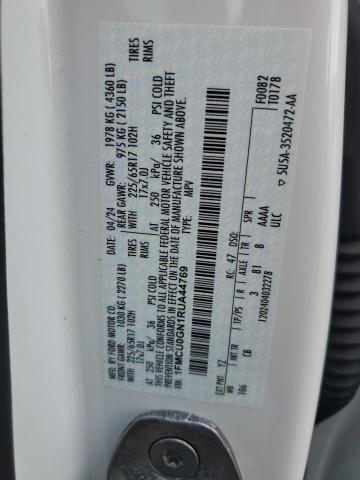 MFD. BY FORD MOTOR CO.
DATE: 04/24 GVWR: 1978 KG ( 4360 LB)
FRONT GAWR: 1030 KG ( 2270 LB) REAR GAWR: 975 KG ( 2150 LB)
WITH 225/65R17 102H WITH 225/65R17 102H TIRES
17x7.0J 17x7.0J RIMS
AT 250 kPa/ 36 PSI COLD AT 250 kPa/ 36 PSI COLD
THIS VEHICLE CONFORMS TO ALL APPLICABLE FEDERAL MOTOR VEHICLE SAFETY AND THEFT
PREVENTION STANDARDS IN EFFECT ON THE DATE OF MANUFACTURE SHOWN ABOVE.
VIN: 1FMCU0GN1RUA44769 TYPE: MPV
F0082
T0178
EXT PNT: YZ RC: 47 DSO:
WB INT TR TP/PS R AXLE TR SPR
106 CB 3 81 8 AAAA
ULC
1202404032278
5U5A-3520472-AA
TIRES
RIMS